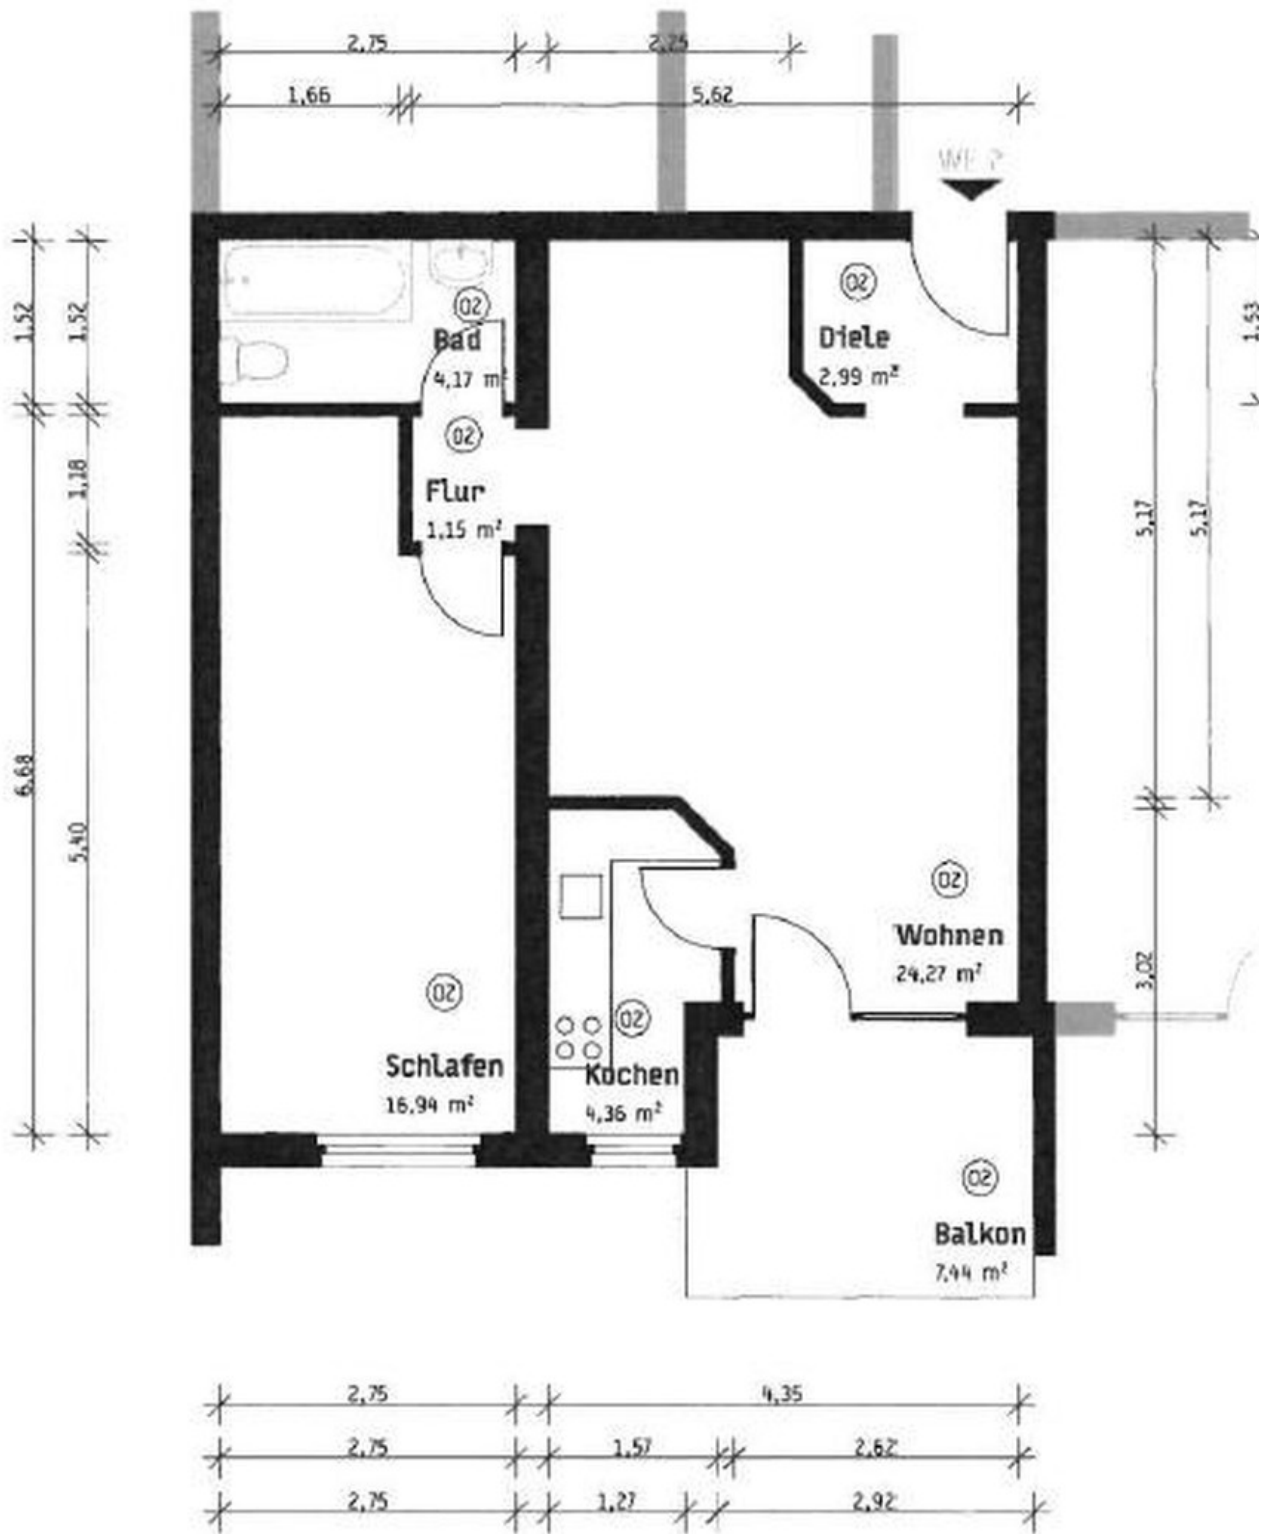 2,75
2,25
1,66
5,62
WE 2
02
Bad
4,17 m²
02
Diele
2,99 m²
1,52
1,52
1,53
02
Flur
1,15 m²
1,18
5,17
5,17
6,68
5,40
02
Wohnen
24,27 m²
3,02
02
Schlafen
16,94 m²
02
Kochen
4,36 m²
02
Balkon
7,44 m²
2,75
4,35
2,75
1,57
2,62
2,75
1,27
2,92